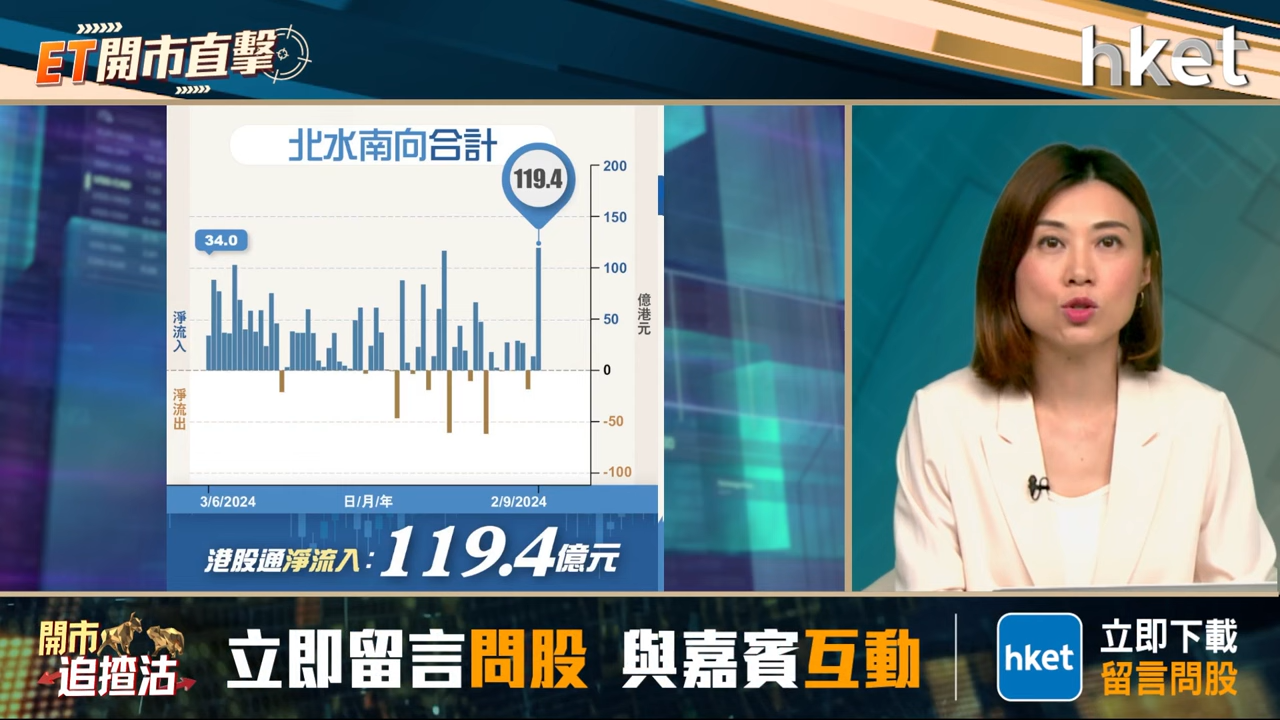 ET開市直擊
hket
北水南向合計
119.4
34.0
200
150
100
50
0
-50
-100
淨流入
淨流出
億港元
3/6/2024
日/月/年
2/9/2024
港股通淨流入：119.4億元
開市
追揸沽
立即留言問股 與嘉賓互動
hket
立即下載
留言問股